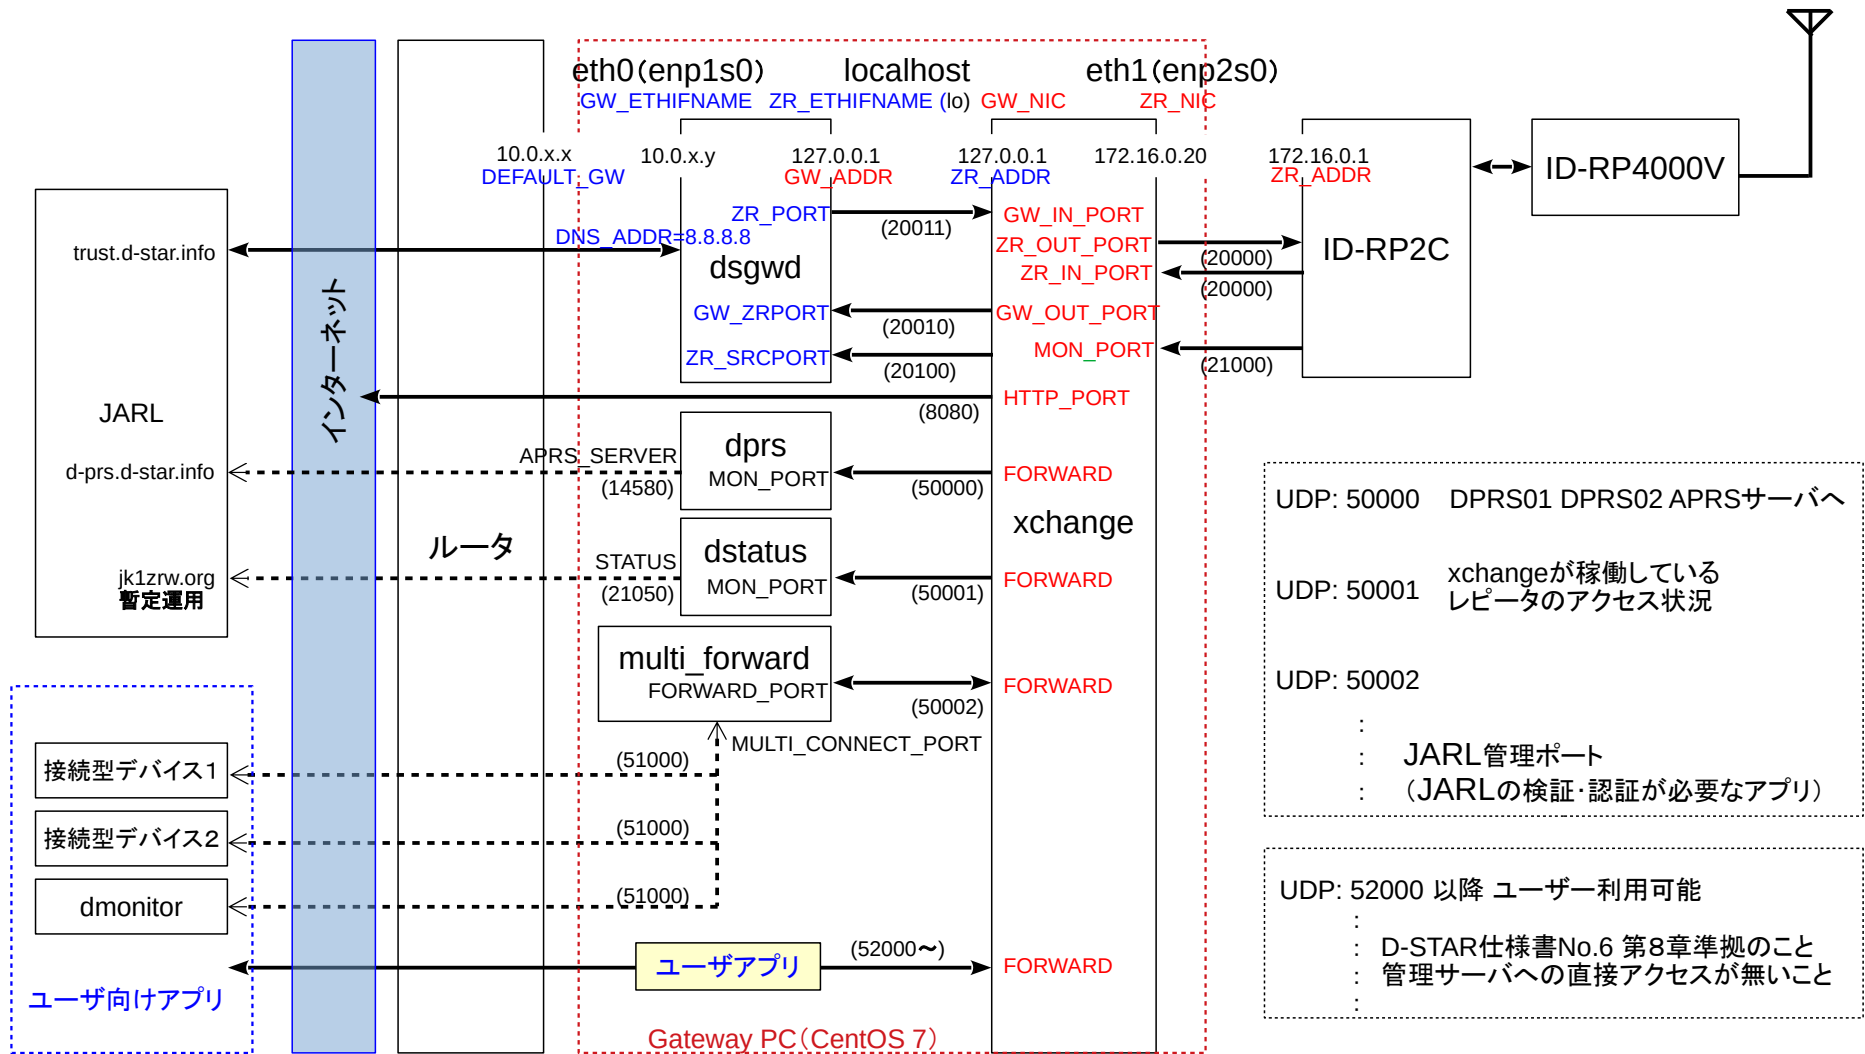 eth0（enp1s0） localhost eth1（enp2s0）
GW_ETHIFNAME ZR_ETHIFNAME (lo) GW_NIC ZR_NIC
10.0.x.x 10.0.x.y 127.0.0.1 127.0.0.1 172.16.0.20 172.16.0.1
DEFAULT_GW GW_ADDR ZR_ADDR ZR_ADDR
ID-RP4000V
ID-RP2C
ZR_PORT
(20011)
GW_IN_PORT
DNS_ADDR=8.8.8.8
trust.d-star.info
dsgwd
ZR_OUT_PORT
(20000)
ZR_IN_PORT
(20000)
GW_ZRPORT
(20010)
GW_OUT_PORT
ZR_SRCPORT
(20100)
MON_PORT
(21000)
インターネット
JARL
(8080)
HTTP_PORT
d-prs.d-star.info
APRS_SERVER
(14580)
dprs
MON_PORT
(50000)
FORWARD
xchange
ルータ
jk1zrw.org
暫定運用
STATUS
(21050)
dstatus
MON_PORT
(50001)
FORWARD
multi_forward
FORWARD_PORT
(50002)
FORWARD
MULTI_CONNECT_PORT
接続型デバイス１
(51000)
接続型デバイス２
(51000)
dmonitor
(51000)
ユーザアプリ
(52000～)
FORWARD
ユーザ向けアプリ
Gateway PC（CentOS 7）
UDP: 50000 DPRS01 DPRS02 APRSサーバへ
UDP: 50001 xchangeが稼働している
レピータのアクセス状況
UDP: 50002
:
: JARL管理ポート
: （JARLの検証・認証が必要なアプリ）
UDP: 52000 以降 ユーザー利用可能
:
: D-STAR仕様書No.6 第８章準拠のこと
: 管理サーバへの直接アクセスが無いこと
: